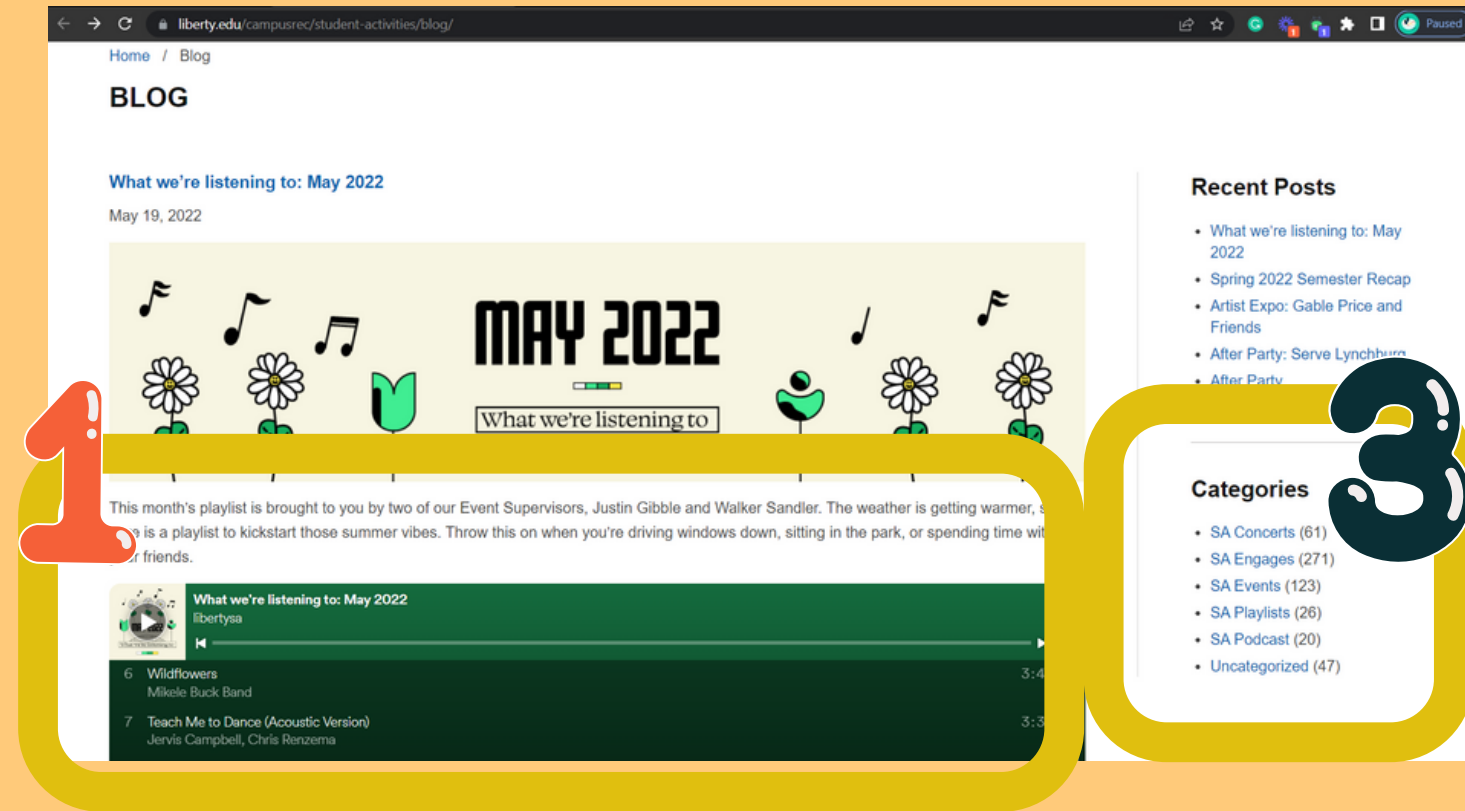 liberty.edu/campusrec/student-activities/blog/
Paused
1
1
Home / Blog
BLOG
What we're listening to: May 2022
May 19, 2022
MAY 2022
What we're listening to
1
This month's playlist is brought to you by two of our Event Supervisors, Justin Gibble and Walker Sandler. The weather is getting warmer,
is a playlist to kickstart those summer vibes. Throw this on when you're driving windows down, sitting in the park, or spending time
friends.
What we're listening to: May 2022
libertysa
6 Wildflowers
Mikele Buck Band
7 Teach Me to Dance (Acoustic Version)
Jervis Campbell, Chris Renzema
Recent Posts
• What we're listening to: May
2022
• Spring 2022 Semester Recap
• Artist Expo: Gable Price and
Friends
• After Party: Serve Lynchburg
• After Party
3
Categories
• SA Concerts (61)
• SA Engages (271)
• SA Events (123)
• SA Playlists (26)
• SA Podcast (20)
• Uncategorized (47)